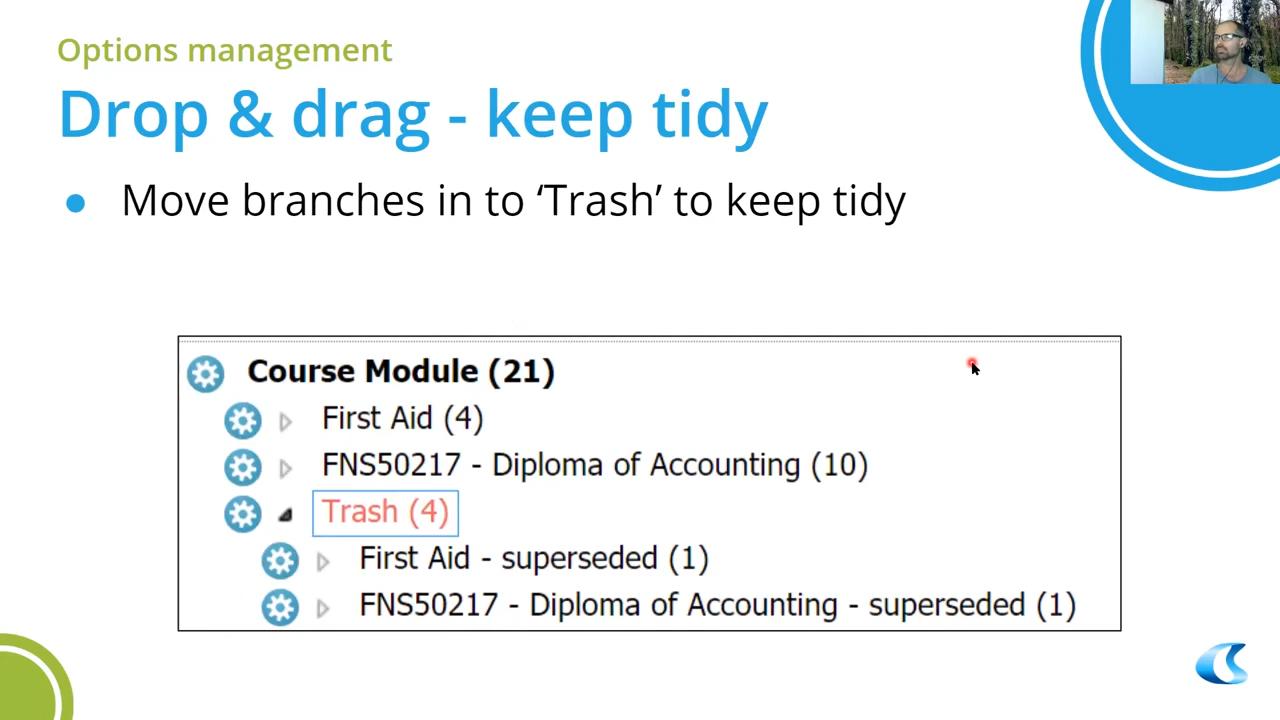 Options management
Drop & drag - keep tidy
● Move branches in to ‘Trash’ to keep tidy
Course Module (21)
First Aid (4)
FNS50217 - Diploma of Accounting (10)
Trash (4)
First Aid - superseded (1)
FNS50217 - Diploma of Accounting - superseded (1)